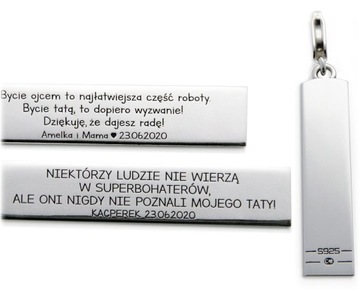 Bycie ojcem to najłatwiejsza część roboty.
Bycie tatą, to dopiero wyzwanie!
Dziękuję, że dajesz radę!
Amelka i Mama ♥ 23.06.2020
NIEKTÓRZY LUDZIE NIE WIERZĄ
W SUPERBOHATERÓW,
ALE ONI NIGDY NIE POZNALI MOJEGO TATY!
KACPEREK 23.06.2020
S925